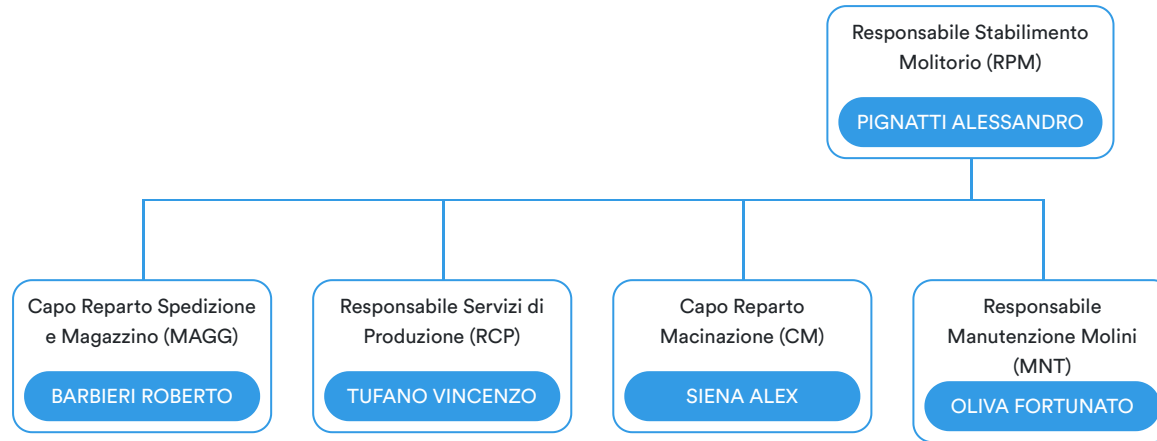 Responsabile Stabilimento
Molitorio (RPM)
PIGNATTI ALESSANDRO
Capo Reparto Spedizione
e Magazzino (MAGG)
BARBIERI ROBERTO
Responsabile Servizi di
Produzione (RCP)
TUFANO VINCENZO
Capo Reparto
Macinazione (CM)
SIENA ALEX
Responsabile
Manutenzione Molini
(MNT)
OLIVA FORTUNATO